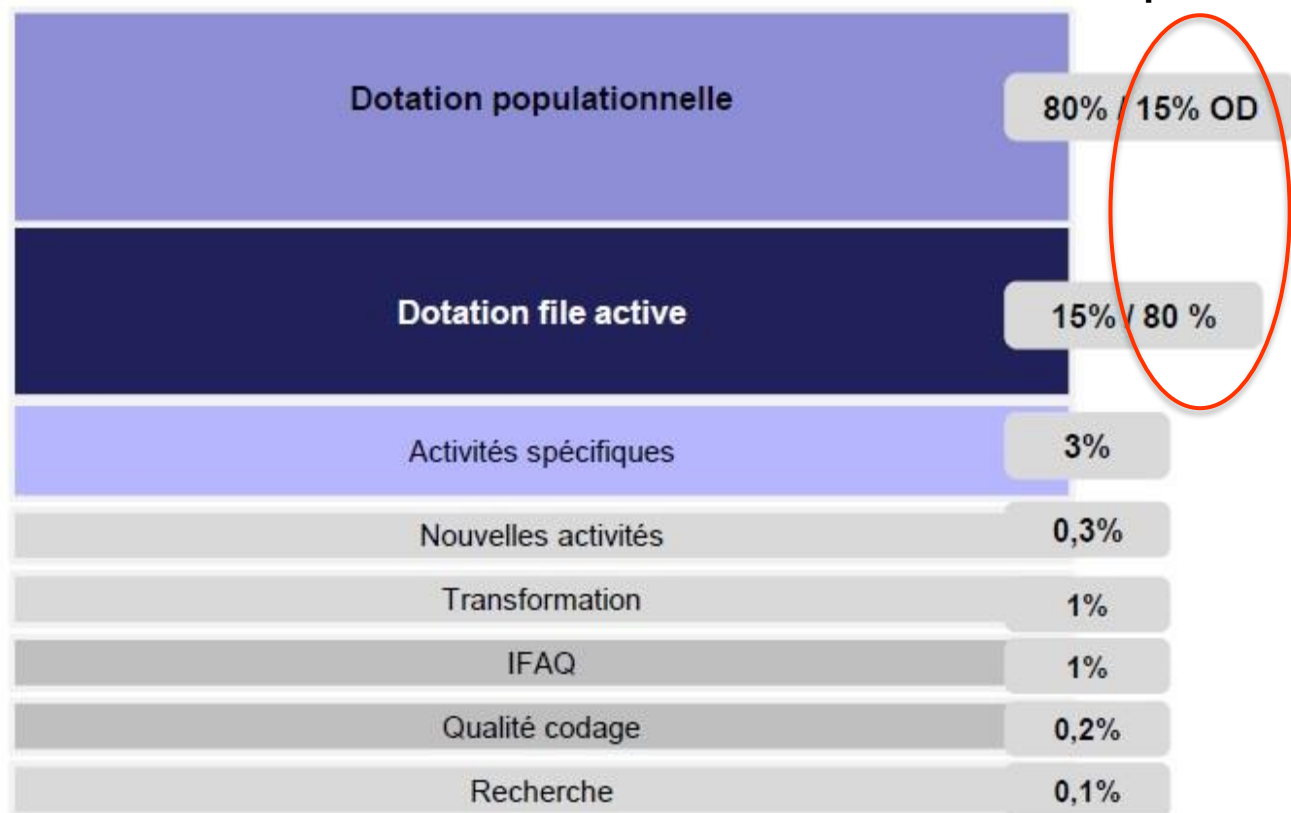 Dotation populationnelle
80% / 15% OD
Dotation file active
15% / 80 %
Activités spécifiques
3%
Nouvelles activités
0,3%
Transformation
1%
IFAQ
1%
Qualité codage
0,2%
Recherche
0,1%